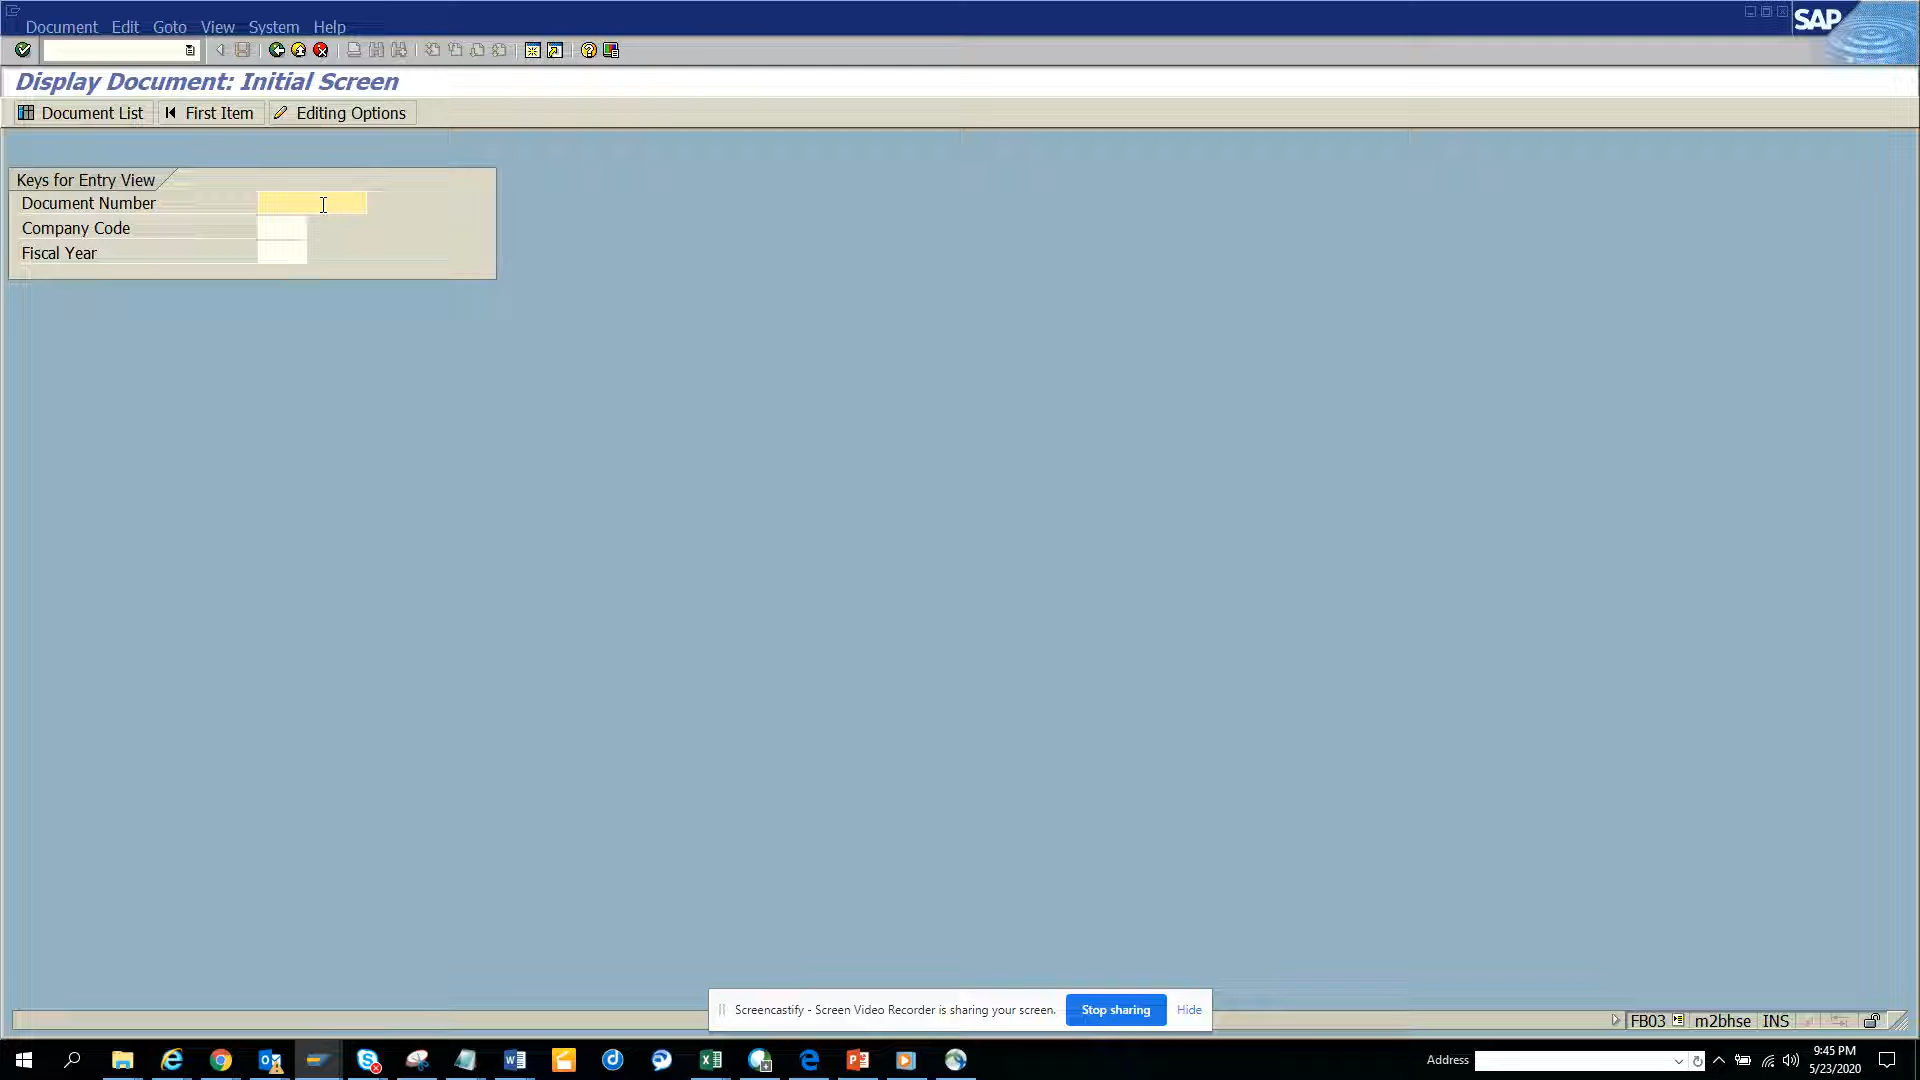 Document Edit Goto View System Help
SAP
Display Document: Initial Screen
Document List First Item Editing Options
Keys for Entry View
Document Number
Company Code
Fiscal Year
Screencastify - Screen Video Recorder is sharing your screen. Stop sharing Hide
FB03 m2bhse INS
Address
9:45 PM
5/23/2020